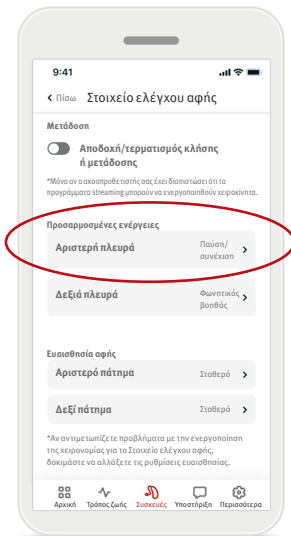 9:41
Πίσω Στοιχείο ελέγχου αφής
Μετάδοση
Αποδοχή/τερματισμός κλήσης
ή μετάδοσης
*Μόνο αν ο ακοοπροθετιστής σας έχει διαπιστώσει ότι τα
προγράμματα streaming μπορούν να ενεργοποιηθούν χειροκίνητα.
Προσαρμοσμένες ενέργειες
Αριστερή πλευρά Παύση/
συνέχιση
Δεξιά πλευρά Φωνητικός
βοηθός
Ευαισθησία αφής
Αριστερό πάτημα Σταθερό
Δεξί πάτημα Σταθερό
*Αν αντιμετωπίζετε προβλήματα με την ενεργοποίηση
της χειρονομίας για το Στοιχείο ελέγχου αφής,
δοκιμάστε να αλλάξετε τις ρυθμίσεις ευαισθησίας.
Αρχική Τρόπος ζωής Συσκευές Υποστήριξη Περισσότερα